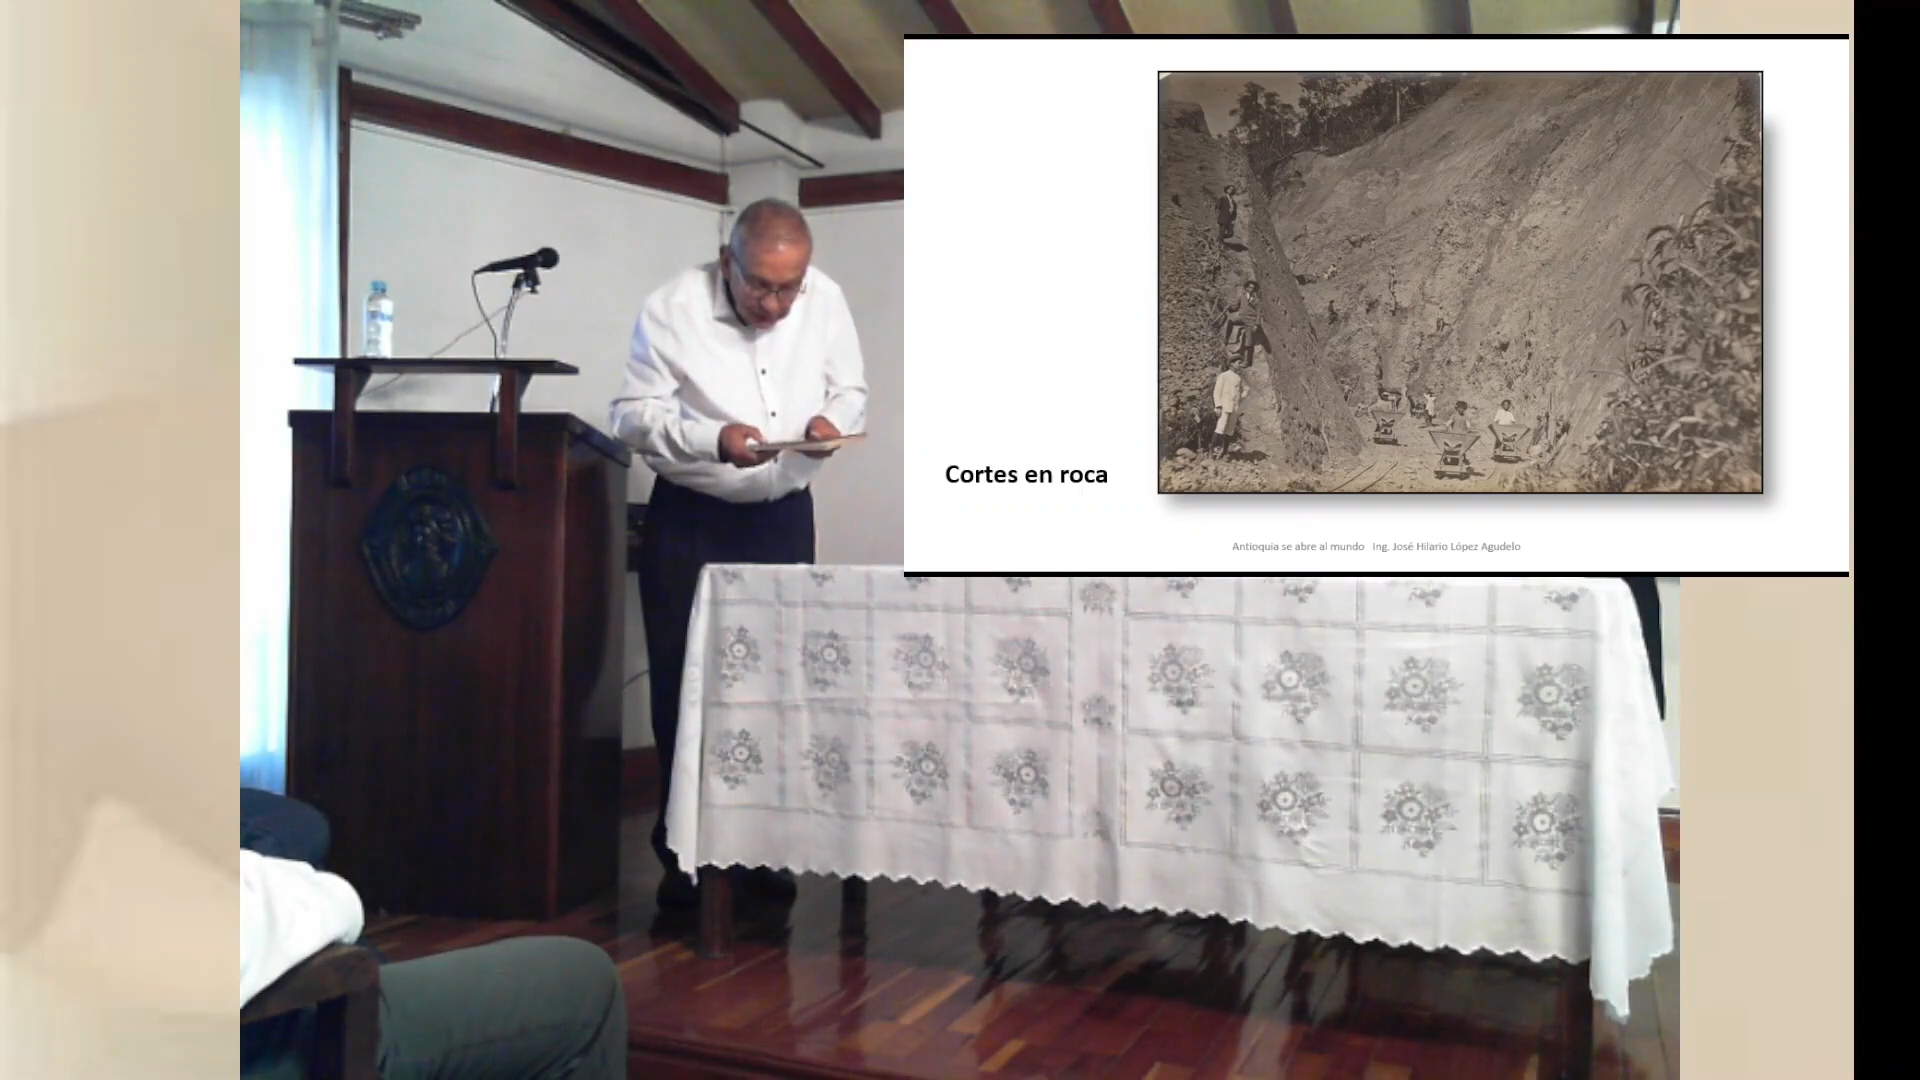 Cortes en roca
Antioquia se abre al mundo Ing. José Hilario López Agudelo